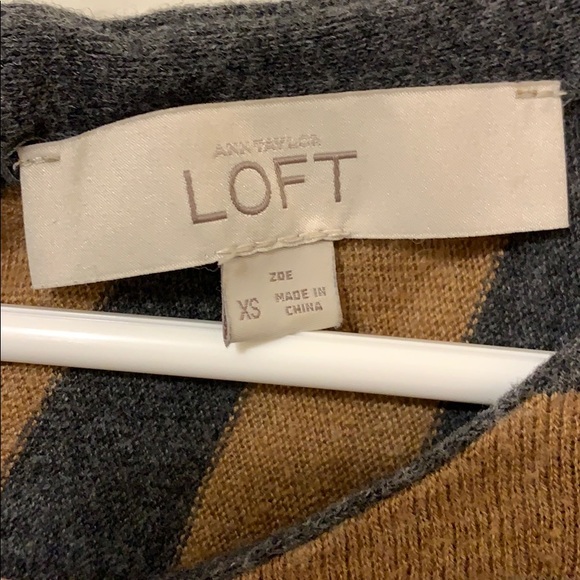 ANN TAYLOR
LOFT
ZOE
XS
MADE IN
CHINA